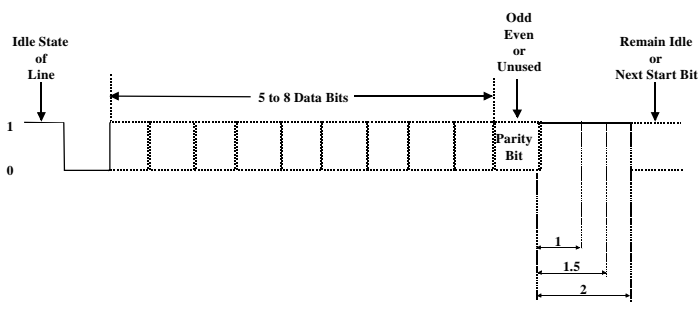 Idle State
of
Line
Odd
Even
or
Unused
Remain Idle
or
Next Start Bit
5 to 8 Data Bits
1
0
Parity
Bit
1
1.5
2